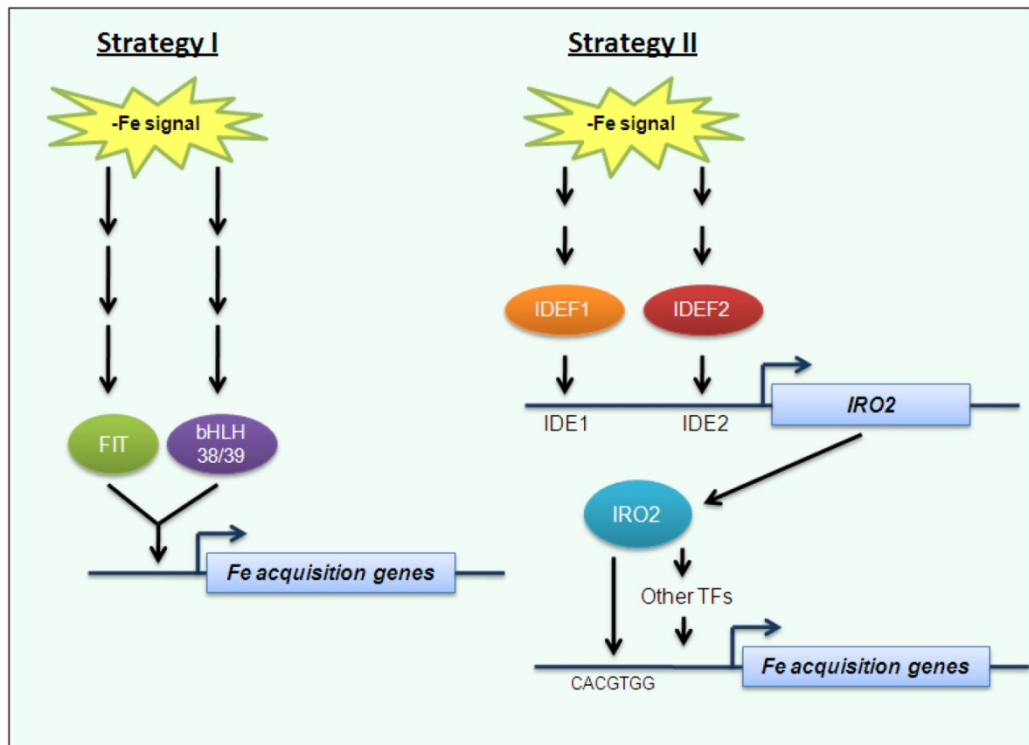 Strategy I
-Fe signal
FIT
bHLH
38/39
Fe acquisition genes
Strategy II
-Fe signal
IDEF1
IDEF2
IDE1
IDE2
IRO2
IRO2
Other TFs
CACGTGG
Fe acquisition genes